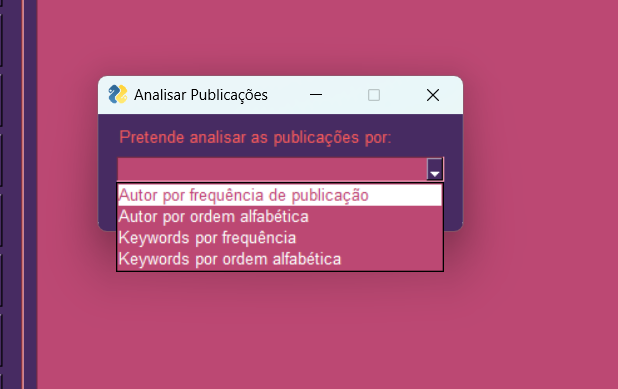 Analisar Publicações
Pretende analisar as publicações por:
Autor por frequência de publicação
Autor por ordem alfabética
Keywords por frequência
Keywords por ordem alfabética